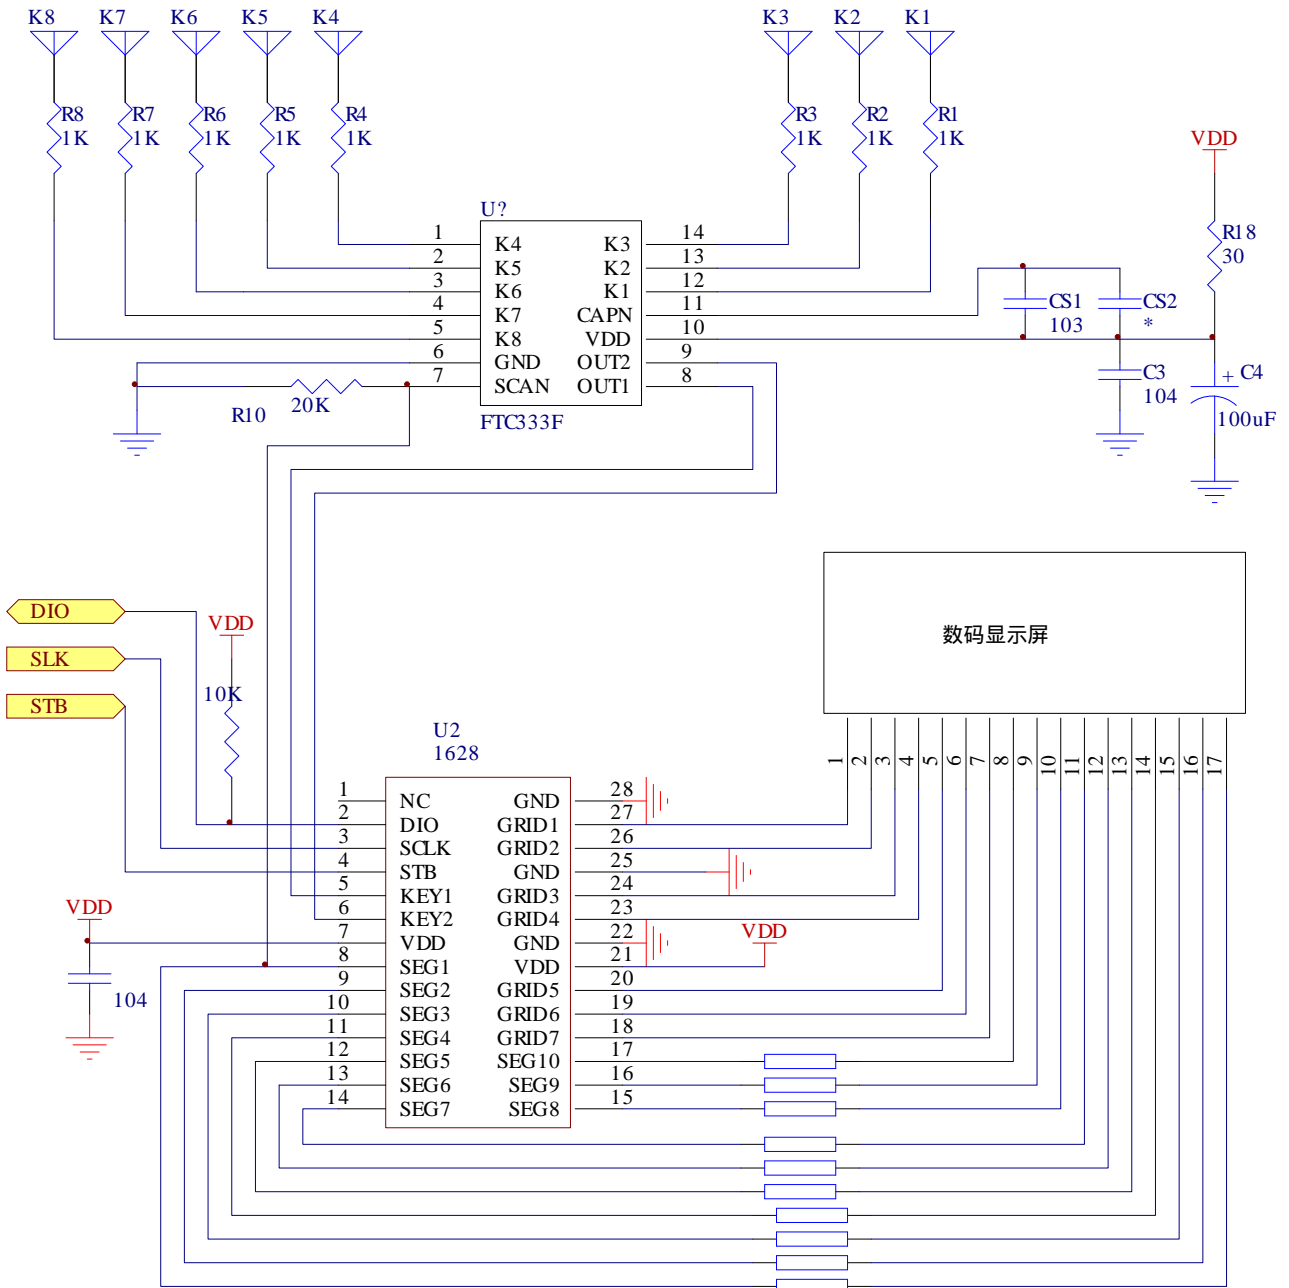 K8 K7 K6 K5 K4 K3 K2 K1
R8 R7 R6 R5 R4 R3 R2 R1
1K 1K 1K 1K 1K 1K 1K 1K
VDD
R18
30
U?
1 K4 K3 14
2 K5 K2 13
3 K6 K1 12
4 K7 CAPN 11
5 K8 VDD 10
6 GND OUT2 9
7 SCAN OUT1 8
FTC333F
CS1
103
CS2
*
C3
104
+ C4
100uF
R10
20K
DIO
SLK
STB
VDD
10K
数码显示屏
1 2 3 4 5 6 7 8 9 10 11 12 13 14 15 16 17
U2
1628
1 NC GND 28
2 DIO GRID1 27
3 SCLK GRID2 26
4 STB GND 25
5 KEY1 GRID3 24
6 KEY2 GRID4 23
7 VDD GND 22
8 SEG1 VDD 21
9 SEG2 GRID5 20
10 SEG3 GRID6 19
11 SEG4 GRID7 18
12 SEG5 SEG10 17
13 SEG6 SEG9 16
14 SEG7 SEG8 15
VDD
VDD
104